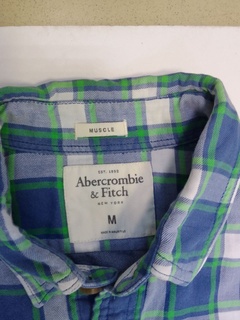 MUSCLE
EST. 1892
Abercrombie
& Fitch
NEW YORK
M